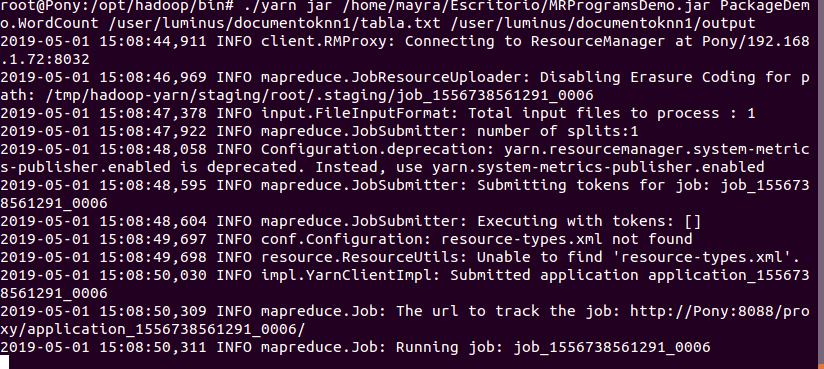 root@Pony:/opt/hadoop/bin# ./yarn jar /home/mayra/Escritorio/MRProgramsDemo.jar PackageDem
o.WordCount /user/luminus/documentoknn1/tabla.txt /user/luminus/documentoknn1/output
2019-05-01 15:08:44,911 INFO client.RMProxy: Connecting to ResourceManager at Pony/192.168
.1.72:8032
2019-05-01 15:08:46,969 INFO mapreduce.JobResourceUploader: Disabling Erasure Coding for p
ath: /tmp/hadoop-yarn/staging/root/.staging/job_1556738561291_0006
2019-05-01 15:08:47,378 INFO input.FileInputFormat: Total input files to process : 1
2019-05-01 15:08:47,922 INFO mapreduce.JobSubmitter: number of splits:1
2019-05-01 15:08:48,058 INFO Configuration.deprecation: yarn.resourcemanager.system-metric
s-publisher.enabled is deprecated. Instead, use yarn.system-metrics-publisher.enabled
2019-05-01 15:08:48,595 INFO mapreduce.JobSubmitter: Submitting tokens for job: job_155673
8561291_0006
2019-05-01 15:08:48,604 INFO mapreduce.JobSubmitter: Executing with tokens: []
2019-05-01 15:08:49,697 INFO conf.Configuration: resource-types.xml not found
2019-05-01 15:08:49,698 INFO resource.ResourceUtils: Unable to find 'resource-types.xml'.
2019-05-01 15:08:50,030 INFO impl.YarnClientImpl: Submitted application application_155673
8561291_0006
2019-05-01 15:08:50,309 INFO mapreduce.Job: The url to track the job: http://Pony:8088/pro
xy/application_1556738561291_0006/
2019-05-01 15:08:50,311 INFO mapreduce.Job: Running job: job_1556738561291_0006